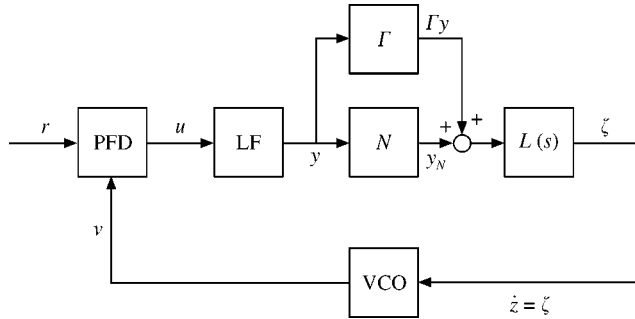 Γ
Γy
r
PFD
u
LF
y
N
+
+
y_N
L (s)
ζ
v
VCO
ż = ζ